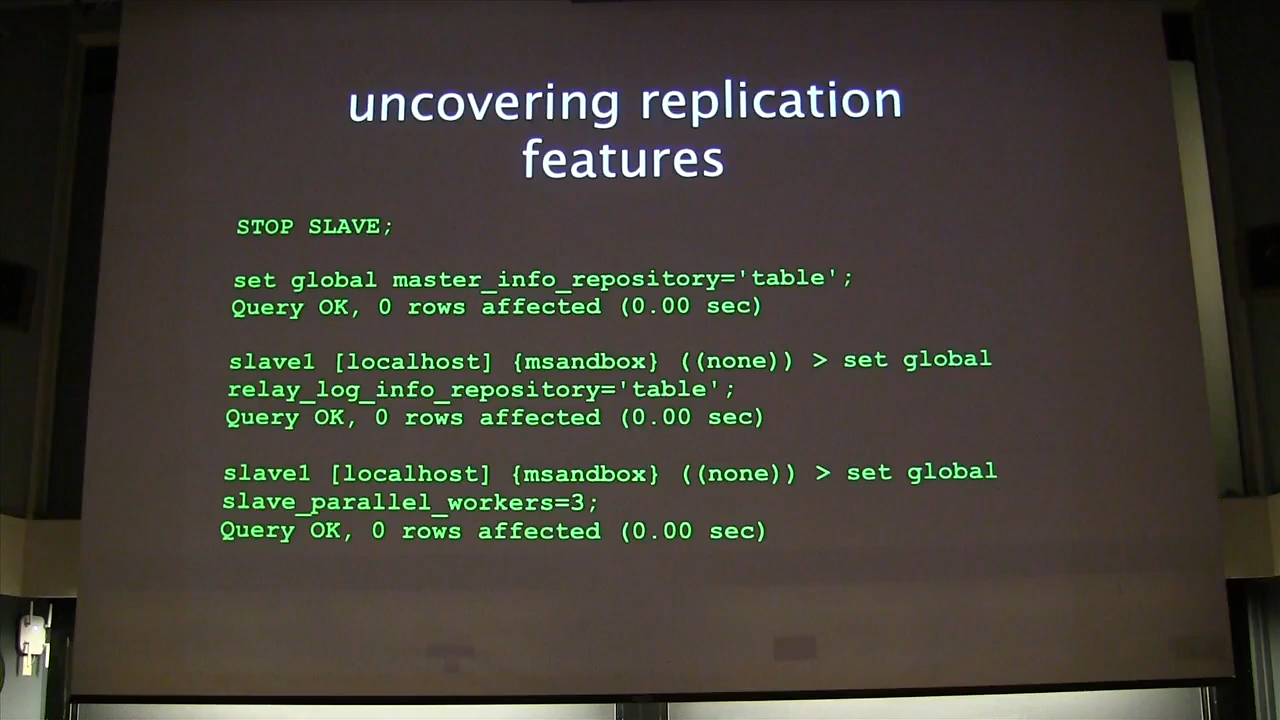 uncovering replication
features
STOP SLAVE;
set global master_info_repository='table';
Query OK, 0 rows affected (0.00 sec)
slave1 [localhost] {msandbox} ((none)) > set global
relay_log_info_repository='table';
Query OK, 0 rows affected (0.00 sec)
slave1 [localhost] {msandbox} ((none)) > set global
slave_parallel_workers=3;
Query OK, 0 rows affected (0.00 sec)